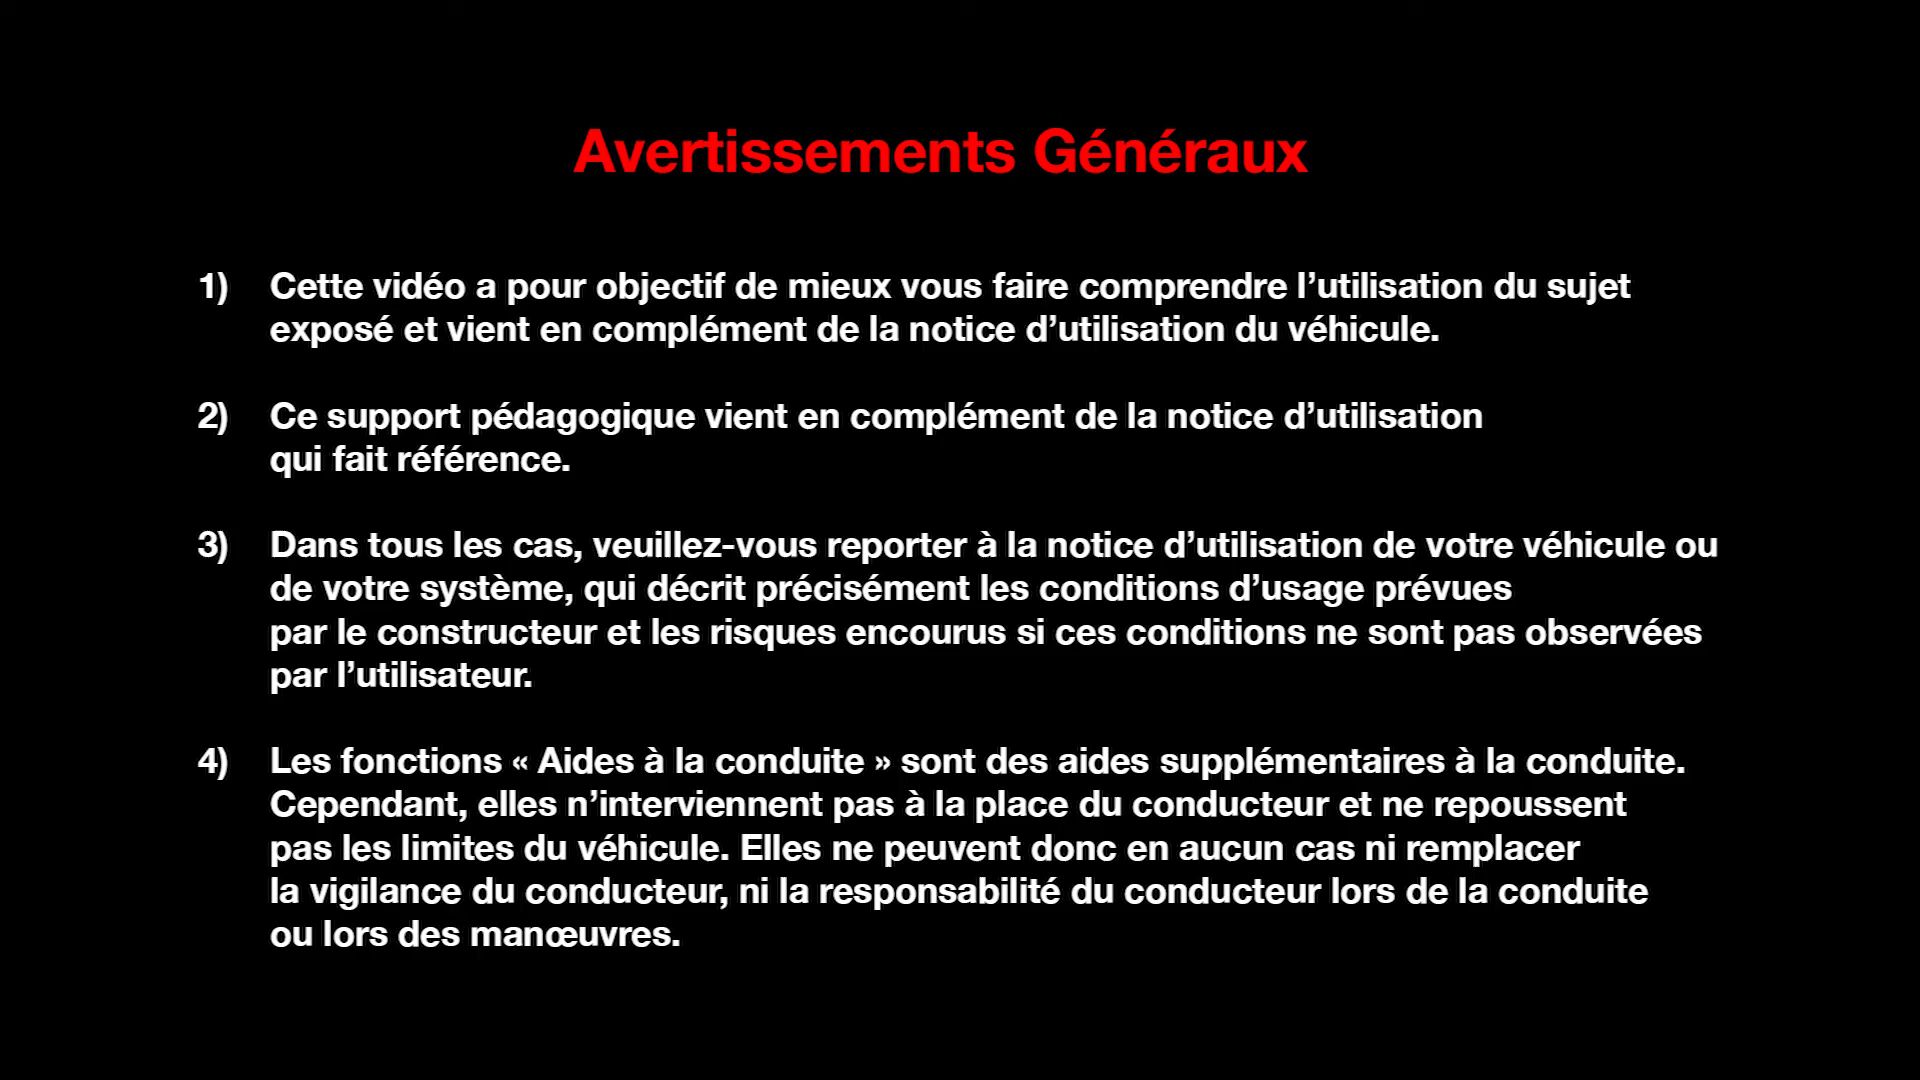 Avertissements Généraux
1) Cette vidéo a pour objectif de mieux vous faire comprendre l’utilisation du sujet
exposé et vient en complément de la notice d’utilisation du véhicule.
2) Ce support pédagogique vient en complément de la notice d’utilisation
qui fait référence.
3) Dans tous les cas, veuillez-vous reporter à la notice d’utilisation de votre véhicule ou
de votre système, qui décrit précisément les conditions d’usage prévues
par le constructeur et les risques encourus si ces conditions ne sont pas observées
par l’utilisateur.
4) Les fonctions « Aides à la conduite » sont des aides supplémentaires à la conduite.
Cependant, elles n’interviennent pas à la place du conducteur et ne repoussent
pas les limites du véhicule. Elles ne peuvent donc en aucun cas ni remplacer
la vigilance du conducteur, ni la responsabilité du conducteur lors de la conduite
ou lors des manœuvres.